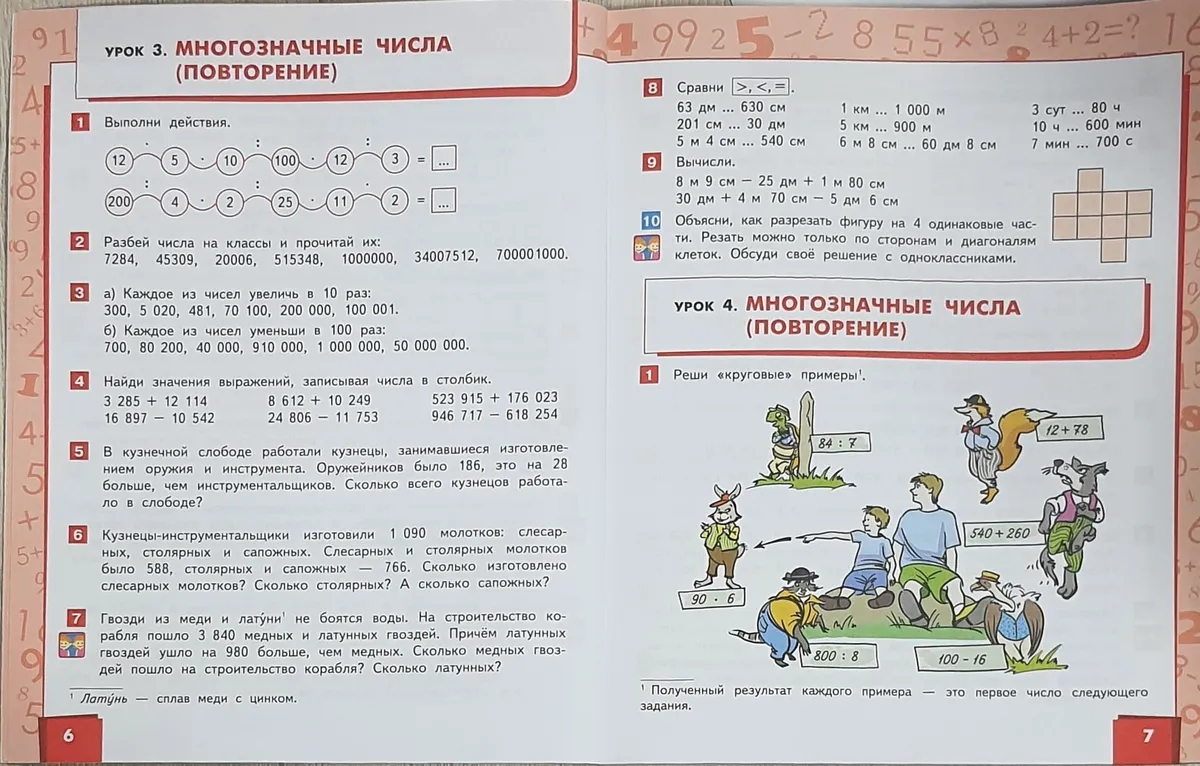 УРОК 3. МНОГОЗНАЧНЫЕ ЧИСЛА
(ПОВТОРЕНИЕ)
1 Выполни действия.
· : · : 
12 5 · 10 100 · 12 3 = ...
: : ·
200 4 · 2 25 · 11 2 = ...
2 Разбей числа на классы и прочитай их:
7284, 45309, 20006, 515348, 1000000, 34007512, 700001000.
3 а) Каждое из чисел увеличь в 10 раз:
300, 5 020, 481, 70 100, 200 000, 100 001.
б) Каждое из чисел уменьши в 100 раз:
700, 80 200, 40 000, 910 000, 1 000 000, 50 000 000.
4 Найди значения выражений, записывая числа в столбик.
3 285 + 12 114 8 612 + 10 249 523 915 + 176 023
16 897 − 10 542 24 806 − 11 753 946 717 − 618 254
5 В кузнечной слободе работали кузнецы, занимавшиеся изготовле-
нием оружия и инструмента. Оружейников было 186, это на 28
больше, чем инструментальщиков. Сколько всего кузнецов работа-
ло в слободе?
6 Кузнецы-инструментальщики изготовили 1 090 молотков: слесар-
ных, столярных и сапожных. Слесарных и столярных молотков
было 588, столярных и сапожных — 766. Сколько изготовлено
слесарных молотков? Сколько столярных? А сколько сапожных?
7 Гвозди из меди и лату́ни¹ не боятся воды. На строительство ко-
рабля пошло 3 840 медных и латунных гвоздей. Причём латунных
гвоздей ушло на 980 больше, чем медных. Сколько медных гвоз-
дей пошло на строительство корабля? Сколько латунных?
¹ Лату́нь — сплав меди с цинком.
6
+ 4 99 2 5 − 2 8 55×8 2 4+2=? 16
8 Сравни >, <, = .
63 дм ... 630 см 1 км ... 1 000 м 3 сут ... 80 ч
201 см ... 30 дм 5 км ... 900 м 10 ч ... 600 мин
5 м 4 см ... 540 см 6 м 8 см ... 60 дм 8 см 7 мин ... 700 с
9 Вычисли.
8 м 9 см − 25 дм + 1 м 80 см
30 дм + 4 м 70 см − 5 дм 6 см
10 Объясни, как разрезать фигуру на 4 одинаковые час-
ти. Резать можно только по сторонам и диагоналям
клеток. Обсуди своё решение с одноклассниками.
УРОК 4. МНОГОЗНАЧНЫЕ ЧИСЛА
(ПОВТОРЕНИЕ)
1 Реши «круговые» примеры¹.
84 : 7
12 + 78
540 + 260
90 · 6
800 : 8
100 − 16
¹ Полученный результат каждого примера — это первое число следующего
задания.
7